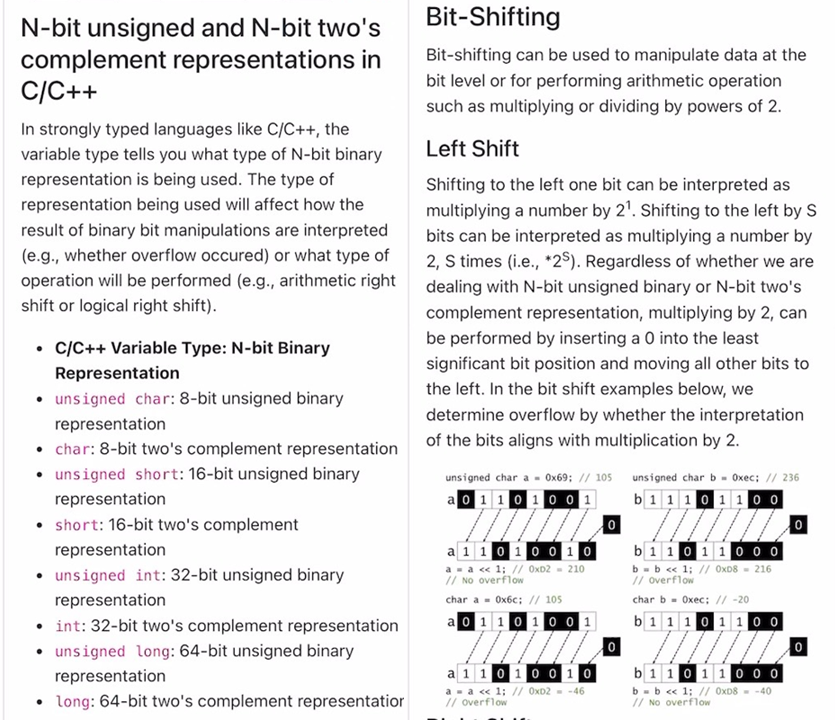 N-bit unsigned and N-bit two's
complement representations in
C/C++
In strongly typed languages like C/C++, the
variable type tells you what type of N-bit binary
representation is being used. The type of
representation being used will affect how the
result of binary bit manipulations are interpreted
(e.g., whether overflow occured) or what type of
operation will be performed (e.g., arithmetic right
shift or logical right shift).
• C/C++ Variable Type: N-bit Binary
Representation
• unsigned char: 8-bit unsigned binary
representation
• char: 8-bit two's complement representation
• unsigned short: 16-bit unsigned binary
representation
• short: 16-bit two's complement
representation
• unsigned int: 32-bit unsigned binary
representation
• int: 32-bit two's complement representation
• unsigned long: 64-bit unsigned binary
representation
• long: 64-bit two's complement representation
Bit-Shifting
Bit-shifting can be used to manipulate data at the
bit level or for performing arithmetic operation
such as multiplying or dividing by powers of 2.
Left Shift
Shifting to the left one bit can be interpreted as
multiplying a number by 2¹. Shifting to the left by S
bits can be interpreted as multiplying a number by
2, S times (i.e., *2ˢ). Regardless of whether we are
dealing with N-bit unsigned binary or N-bit two's
complement representation, multiplying by 2, can
be performed by inserting a 0 into the least
significant bit position and moving all other bits to
the left. In the bit shift examples below, we
determine overflow by whether the interpretation
of the bits aligns with multiplication by 2.
unsigned char a = 0x69; // 105
a 0 1 1 0 1 0 0 1
0
a 1 1 0 1 0 0 1 0
a = a << 1; // 0xD2 = 210
// No overflow
unsigned char b = 0xec; // 236
b 1 1 1 0 1 1 0 0
0
b 1 1 0 1 1 0 0 0
b = b << 1; // 0xD8 = 216
// Overflow
char a = 0x6c; // 105
a 0 1 1 0 1 0 0 1
0
a 1 1 0 1 0 0 1 0
a = a << 1; // 0xD2 = -46
// Overflow
char b = 0xec; // -20
b 1 1 1 0 1 1 0 0
0
b 1 1 0 1 1 0 0 0
b = b << 1; // 0xD8 = -40
// No overflow